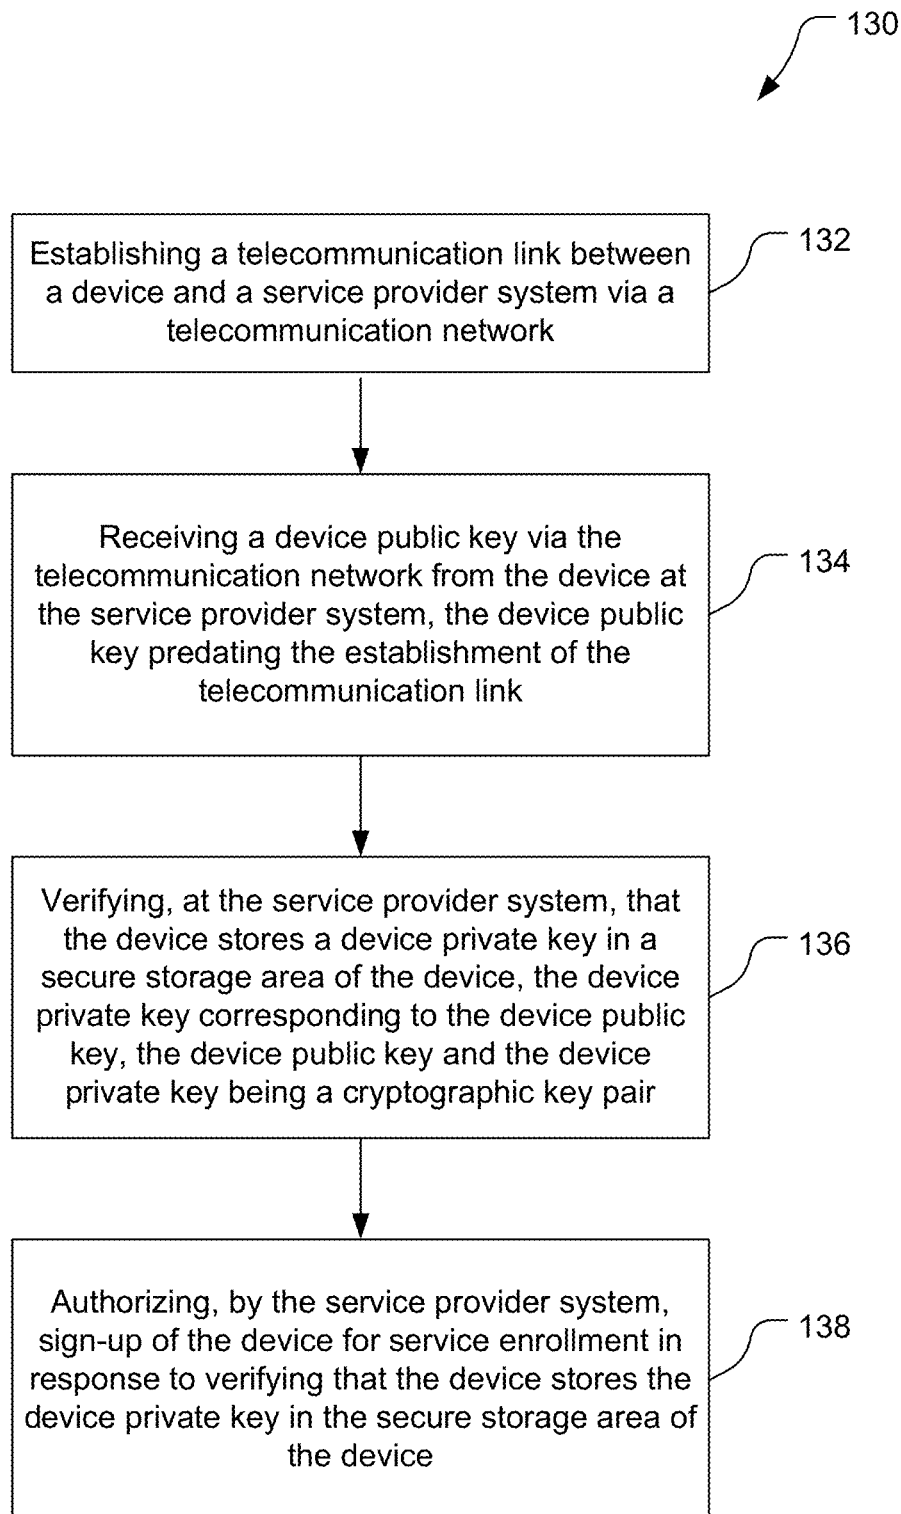 130
Establishing a telecommunication link between
a device and a service provider system via a
telecommunication network
132
Receiving a device public key via the
telecommunication network from the device at
the service provider system, the device public
key predating the establishment of the
telecommunication link
134
Verifying, at the service provider system, that
the device stores a device private key in a
secure storage area of the device, the device
private key corresponding to the device public
key, the device public key and the device
private key being a cryptographic key pair
136
Authorizing, by the service provider system,
sign-up of the device for service enrollment in
response to verifying that the device stores the
device private key in the secure storage area of
the device
138